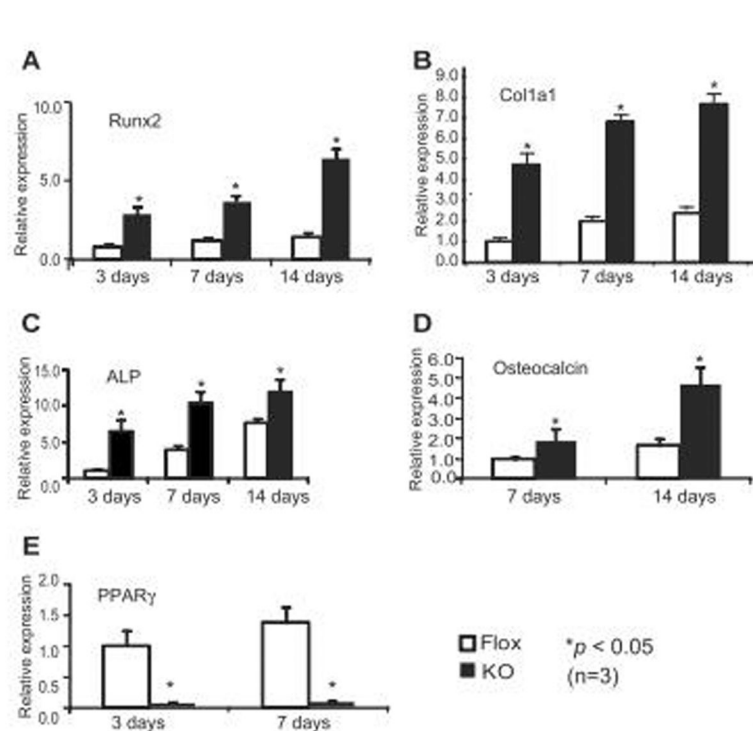 A
Runx2
Relative expression
10.0
5.0
0.0
* * *
3 days 7 days 14 days
B
Col1a1
Relative expression
9.0
8.0
7.0
6.0
5.0
4.0
3.0
2.0
1.0
0.0
* * *
3 days 7 days 14 days
C
ALP
Relative expression
15.0
10.0
5.0
0.0
* * *
3 days 7 days 14 days
D
Osteocalcin
Relative expression
6.0
5.0
4.0
3.0
2.0
1.0
0.0
* *
7 days 14 days
E
PPARγ
Relative expression
2.0
1.5
1.0
0.5
0.0
* *
3 days 7 days
Flox
KO
*p < 0.05
(n=3)